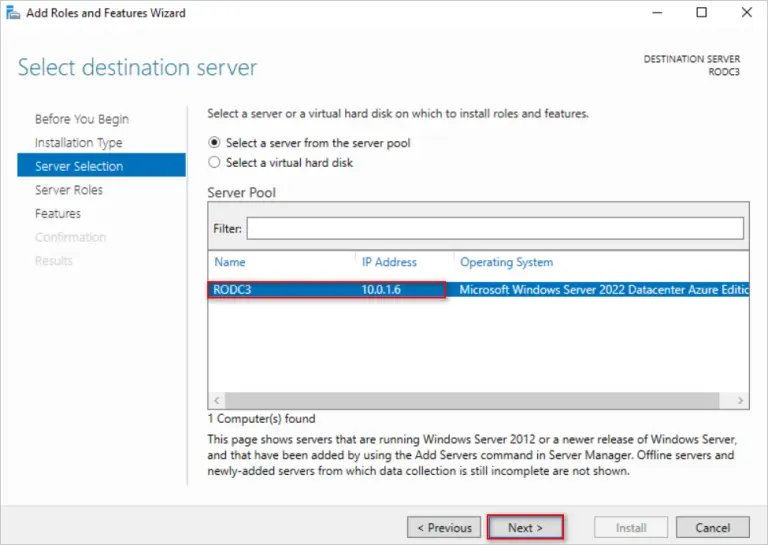 Add Roles and Features Wizard
Select destination server
DESTINATION SERVER
RODC3
Before You Begin
Installation Type
Server Selection
Server Roles
Features
Confirmation
Results
Select a server or a virtual hard disk on which to install roles and features.
Select a server from the server pool
Select a virtual hard disk
Server Pool
Filter:
Name IP Address Operating System
RODC3 10.0.1.6 Microsoft Windows Server 2022 Datacenter Azure Editic
1 Computer(s) found
This page shows servers that are running Windows Server 2012 or a newer release of Windows Server,
and that have been added by using the Add Servers command in Server Manager. Offline servers and
newly-added servers from which data collection is still incomplete are not shown.
< Previous Next > Install Cancel